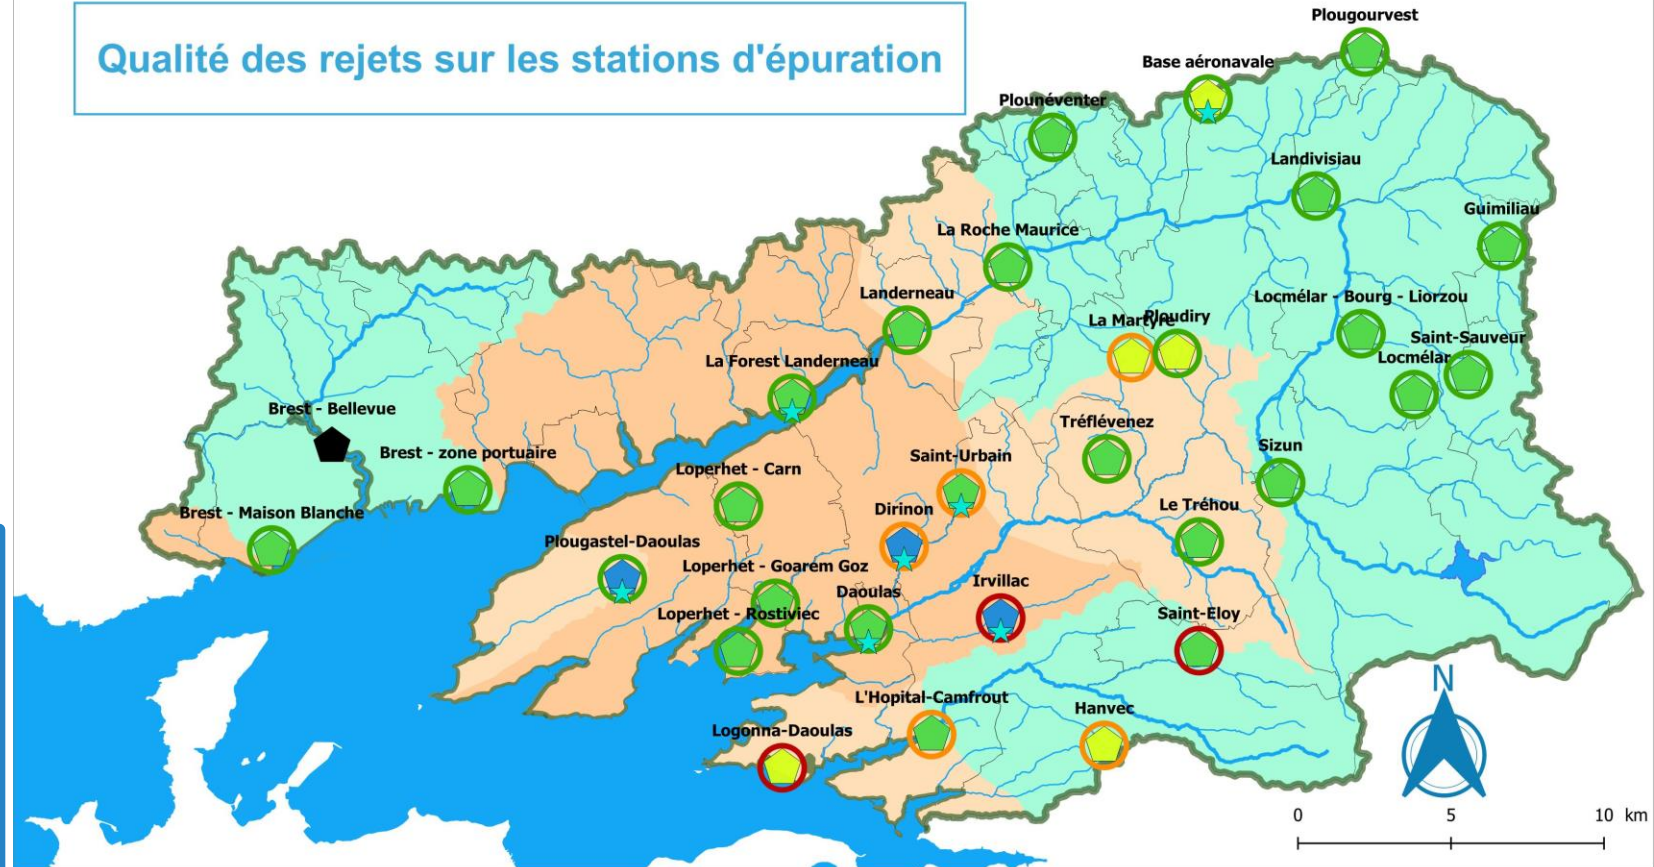 Qualité des rejets sur les stations d'épuration
Plougourvest
Base aéronavale
Plounéventer
Landivisiau
Guimiliau
La Roche Maurice
Landerneau
Locmélar - Bourg - Liorzou
La Martyre
Ploudiry
Saint-Sauveur
Locmélar
La Forest Landerneau
Brest - Bellevue
Tréflévenez
Sizun
Brest - zone portuaire
Saint-Urbain
Loperhet - Carn
Brest - Maison Blanche
Dirinon
Le Tréhou
Plougastel-Daoulas
Loperhet - Goarem Goz
Irvillac
Daoulas
Loperhet - Rostiviec
Saint-Eloy
L'Hopital-Camfrout
Hanvec
Logonna-Daoulas
N
0 5 10 km